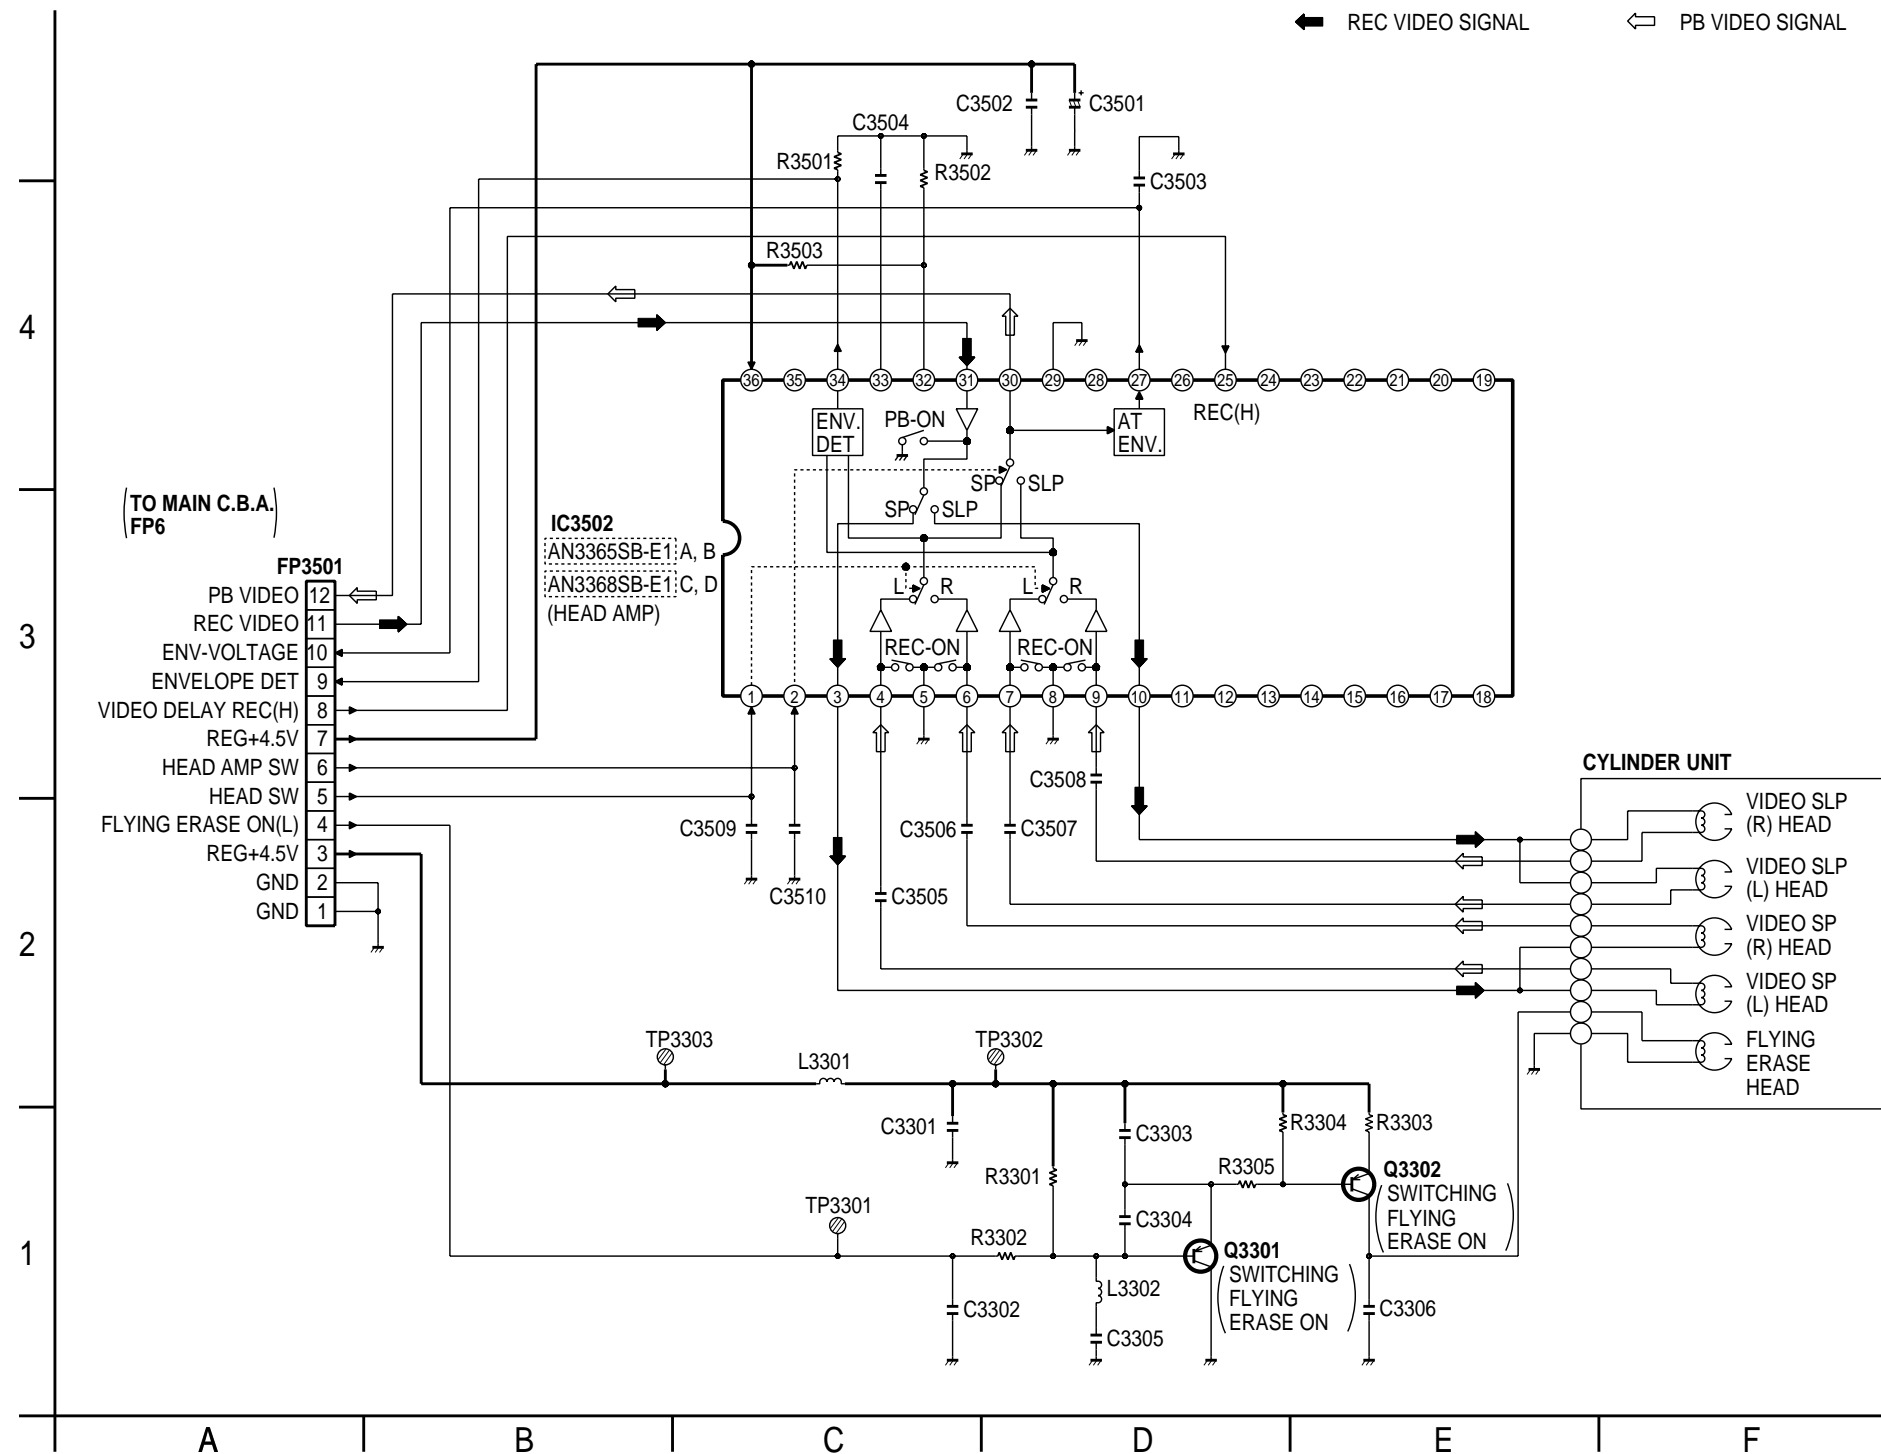 REC VIDEO SIGNAL
PB VIDEO SIGNAL
C3502
C3501
+
C3504
R3501
R3502
C3503
R3503
4
36
35
34
33
32
31
30
29
28
27
26
25
24
23
22
21
20
19
ENV.
DET
PB-ON
AT
ENV.
REC(H)
SP
SLP
SP
SLP
(TO MAIN C.B.A.)
FP6
IC3502
AN3365SB-E1 A, B
AN3368SB-E1 C, D
(HEAD AMP)
L
R
L
R
REC-ON
REC-ON
3
FP3501
PB VIDEO 12
REC VIDEO 11
ENV-VOLTAGE 10
ENVELOPE DET 9
VIDEO DELAY REC(H) 8
REG+4.5V 7
HEAD AMP SW 6
HEAD SW 5
FLYING ERASE ON(L) 4
REG+4.5V 3
GND 2
GND 1
1
2
3
4
5
6
7
8
9
10
11
12
13
14
15
16
17
18
C3508
C3509
C3510
C3506
C3507
C3505
CYLINDER UNIT
VIDEO SLP
(R) HEAD
VIDEO SLP
(L) HEAD
VIDEO SP
(R) HEAD
VIDEO SP
(L) HEAD
FLYING
ERASE
HEAD
2
TP3303
L3301
TP3302
C3301
C3303
R3304
R3303
R3301
R3305
Q3302
(SWITCHING
FLYING
ERASE ON)
TP3301
C3304
R3302
Q3301
(SWITCHING
FLYING
ERASE ON)
C3302
L3302
C3305
C3306
1
A
B
C
D
E
F